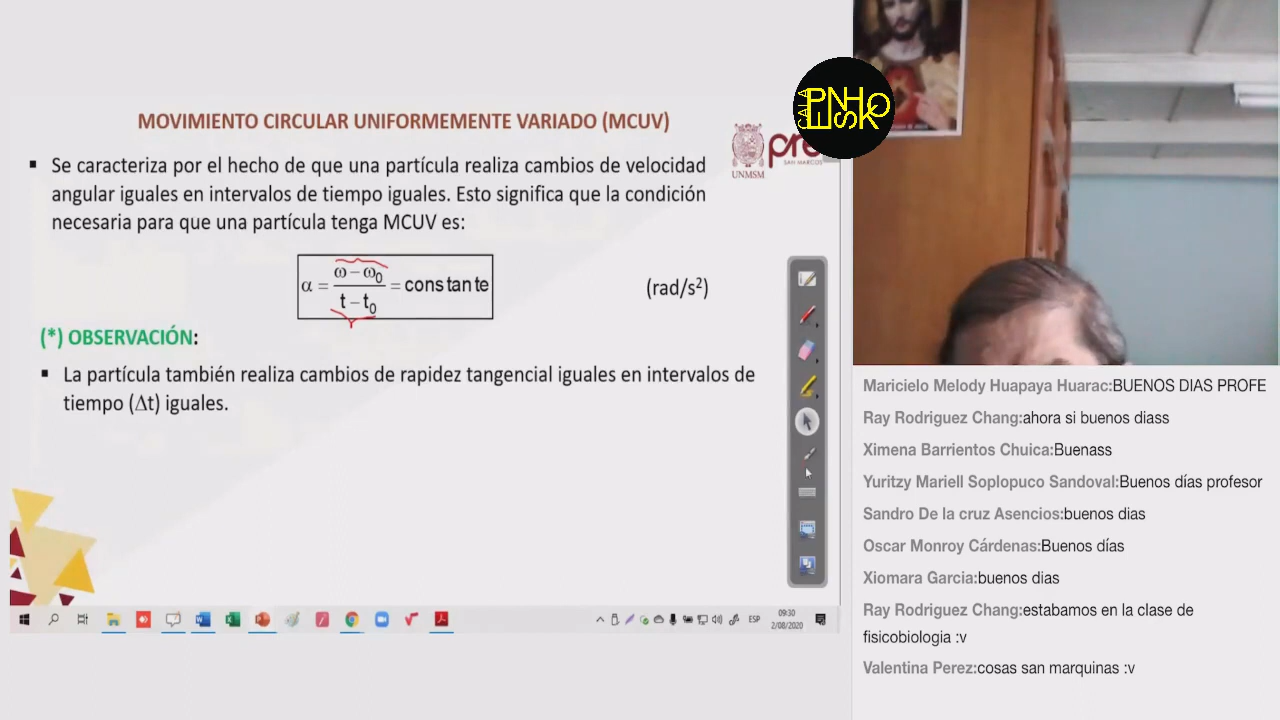 MOVIMIENTO CIRCULAR UNIFORMEMENTE VARIADO (MCUV)
▪ Se caracteriza por el hecho de que una partícula realiza cambios de velocidad
angular iguales en intervalos de tiempo iguales. Esto significa que la condición
necesaria para que una partícula tenga MCUV es:
α = (ω – ω₀) / (t – t₀) = constante
(rad/s²)
(*) OBSERVACIÓN:
▪ La partícula también realiza cambios de rapidez tangencial iguales en intervalos de
tiempo (Δt) iguales.
UNMSM
pre
SAN MARCOS
CALA
PENHSKO
ESP
09:30
2/08/2020
Maricielo Melody Huapaya Huarac:BUENOS DIAS PROFE
Ray Rodriguez Chang:ahora si buenos diass
Ximena Barrientos Chuica:Buenass
Yuritzy Mariell Soplopuco Sandoval:Buenos días profesor
Sandro De la cruz Asencios:buenos dias
Oscar Monroy Cárdenas:Buenos días
Xiomara Garcia:buenos dias
Ray Rodriguez Chang:estabamos en la clase de
fisicobiologia :v
Valentina Perez:cosas san marquinas :v